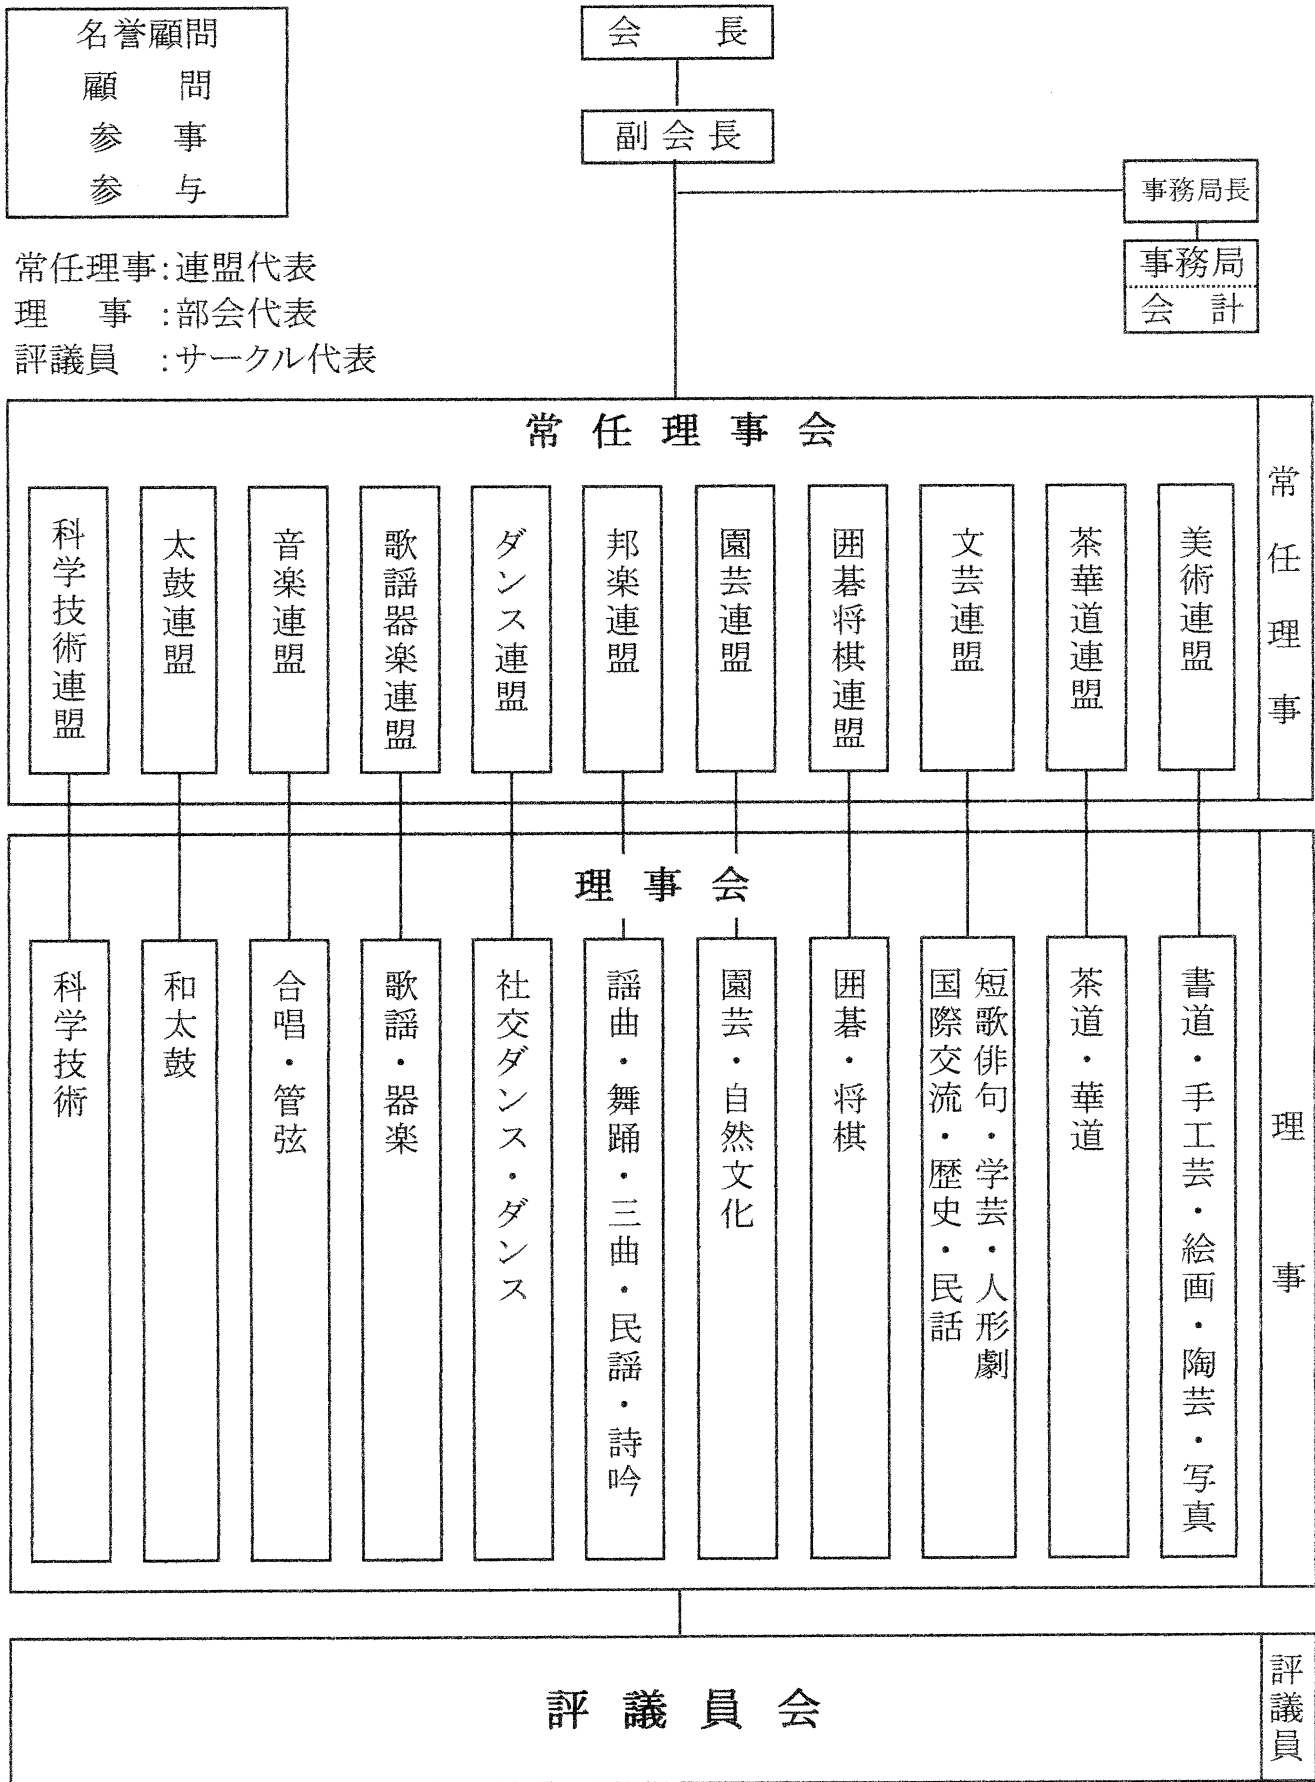 名誉顧問
顧　問
参　事
参　与
会　長
副会長
事務局長
事務局
会　計
常任理事：連盟代表
理　事：部会代表
評議員：サークル代表
常任理事会
常任理事
美術連盟
茶華道連盟
文芸連盟
囲碁将棋連盟
園芸連盟
邦楽連盟
ダンス連盟
歌謡器楽連盟
音楽連盟
太鼓連盟
科学技術連盟
理事会
理事
書道・手工芸・絵画・陶芸・写真
茶道・華道
短歌俳句・学芸・人形劇
国際交流・歴史・民話
囲碁・将棋
園芸・自然文化
謡曲・舞踊・三曲・民謡・詩吟
社交ダンス・ダンス
歌謡・器楽
合唱・管弦
和太鼓
科学技術
評議員会
評議員